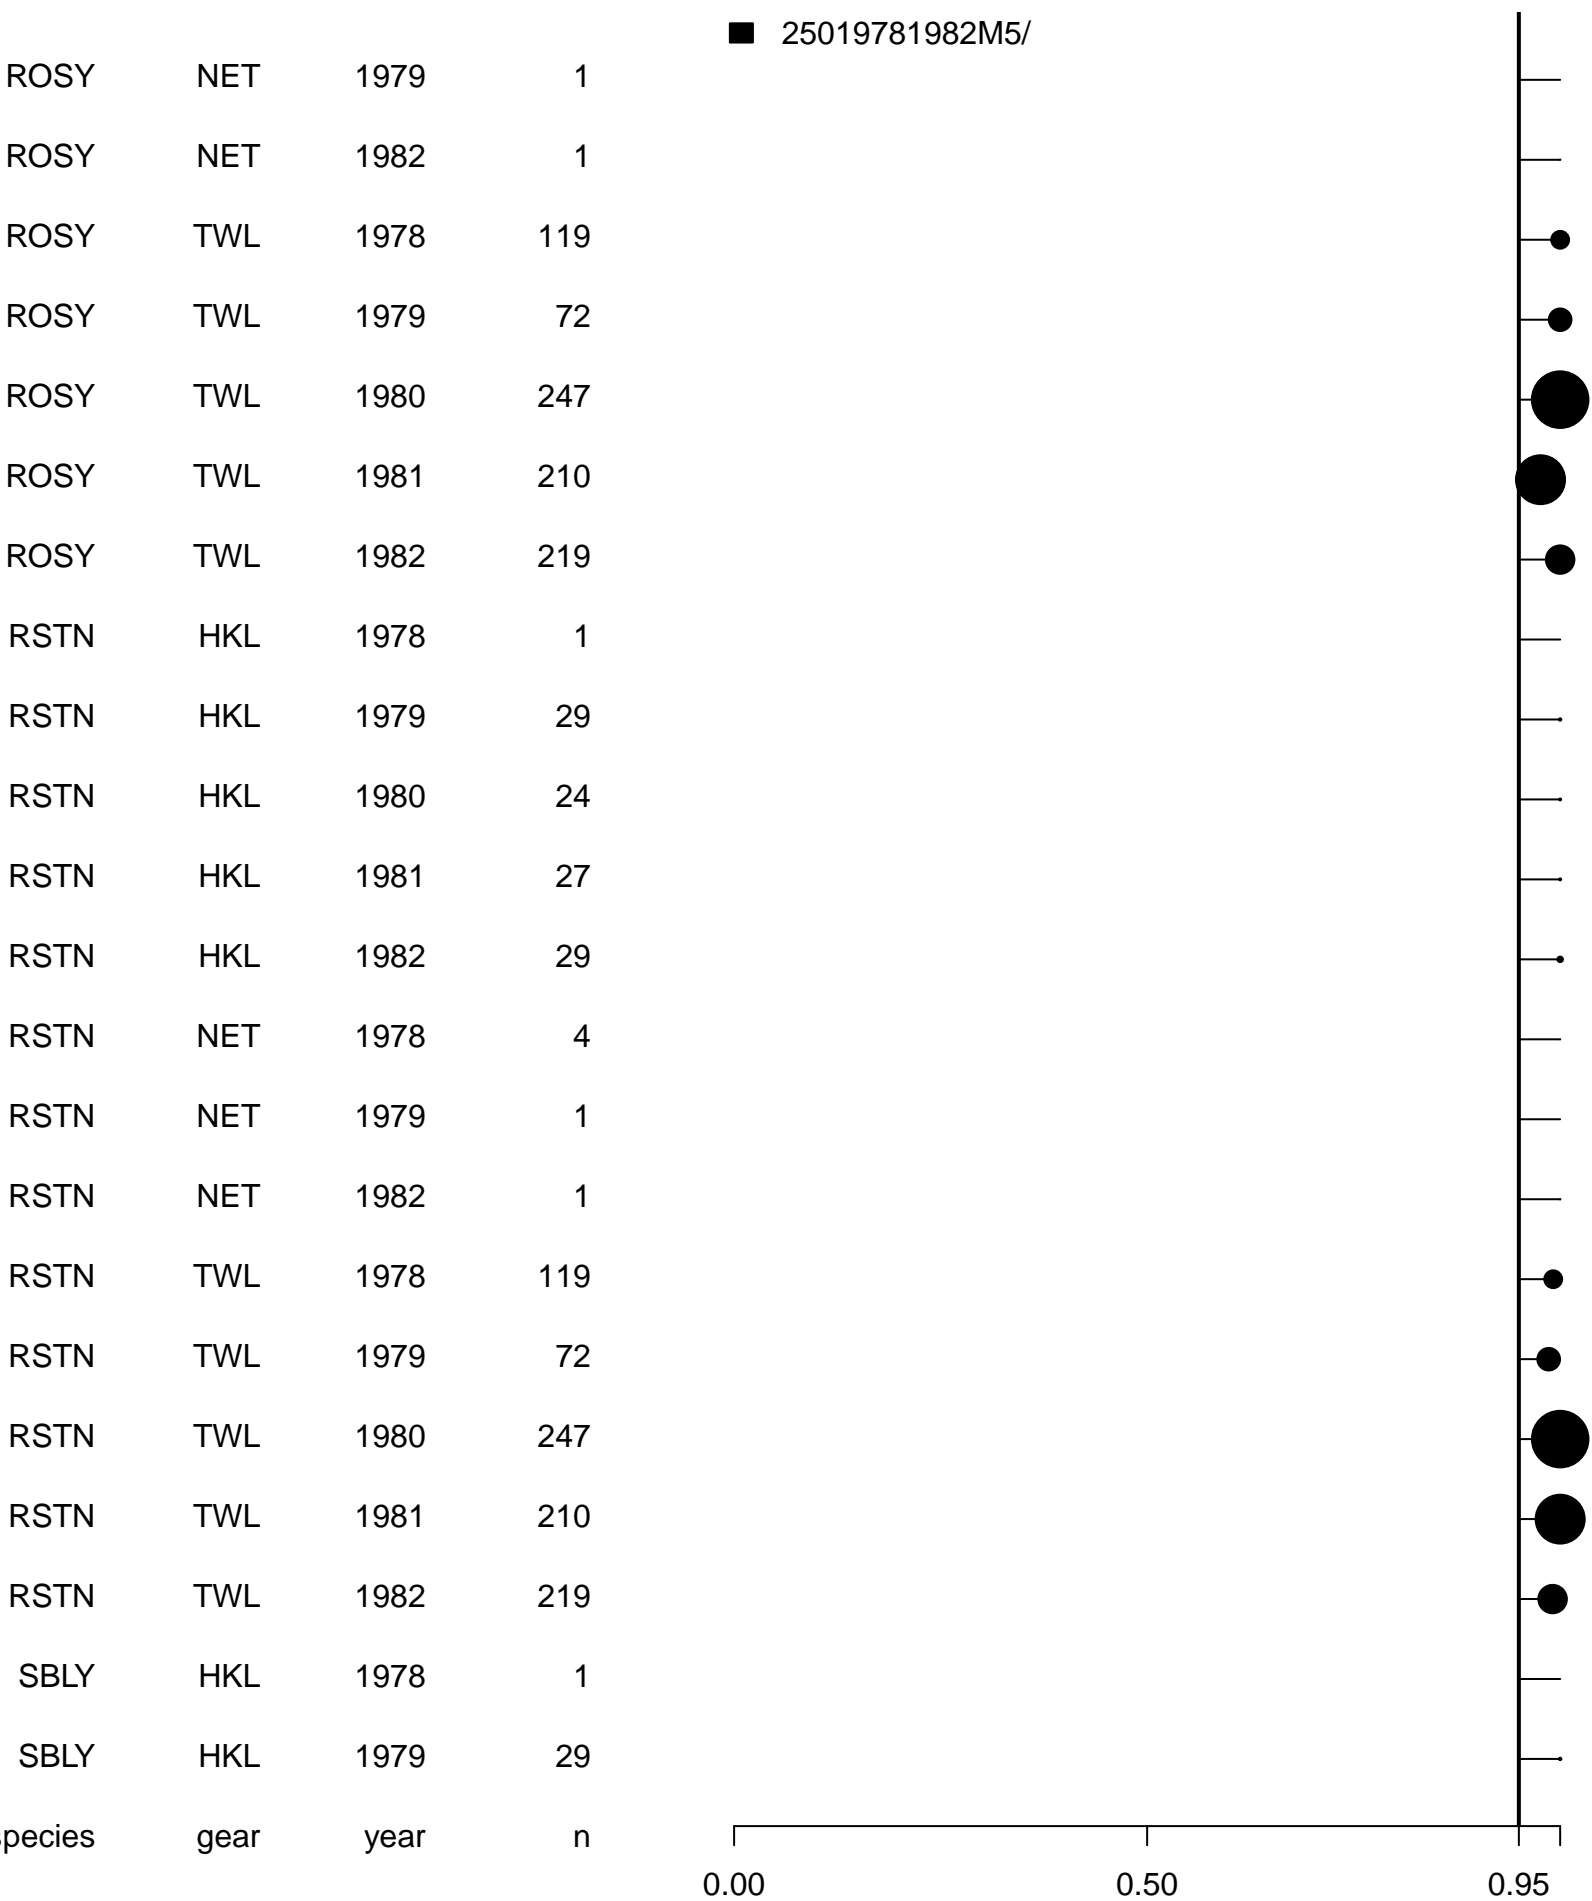 25019781982M5/
ROSY NET 1979 1
ROSY NET 1982 1
ROSY TWL 1978 119
ROSY TWL 1979 72
ROSY TWL 1980 247
ROSY TWL 1981 210
ROSY TWL 1982 219
RSTN HKL 1978 1
RSTN HKL 1979 29
RSTN HKL 1980 24
RSTN HKL 1981 27
RSTN HKL 1982 29
RSTN NET 1978 4
RSTN NET 1979 1
RSTN NET 1982 1
RSTN TWL 1978 119
RSTN TWL 1979 72
RSTN TWL 1980 247
RSTN TWL 1981 210
RSTN TWL 1982 219
SBLY HKL 1978 1
SBLY HKL 1979 29
pecies gear year n
0.00 0.50 0.95